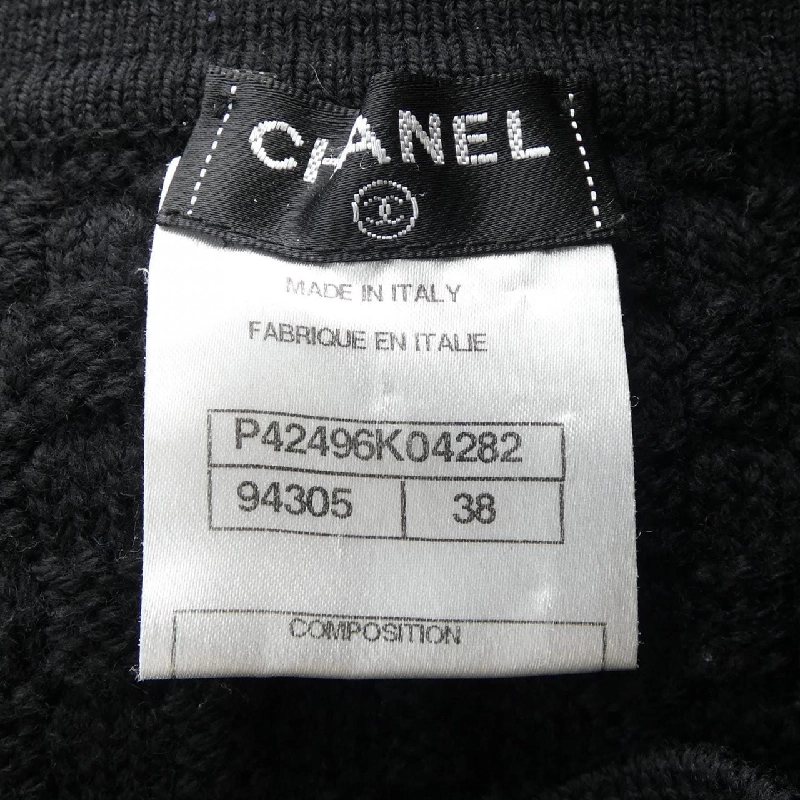 CHANEL
MADE IN ITALY
FABRIQUE EN ITALIE
P42496K04282
94305 38
COMPOSITION